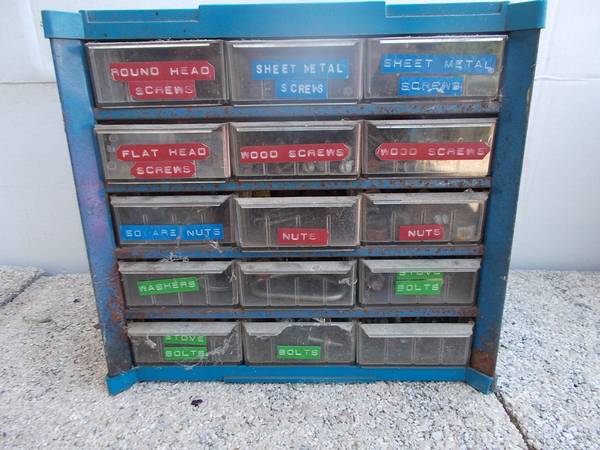 ROUND HEAD
SCREWS
SHEET METAL
SCREWS
SHEET METAL
SCREWS
FLAT HEAD
SCREWS
WOOD SCREWS
WOOD SCREWS
SQUARE NUTS
NUTS
NUTS
WASHERS
STOVE
BOLTS
STOVE
BOLTS
BOLTS